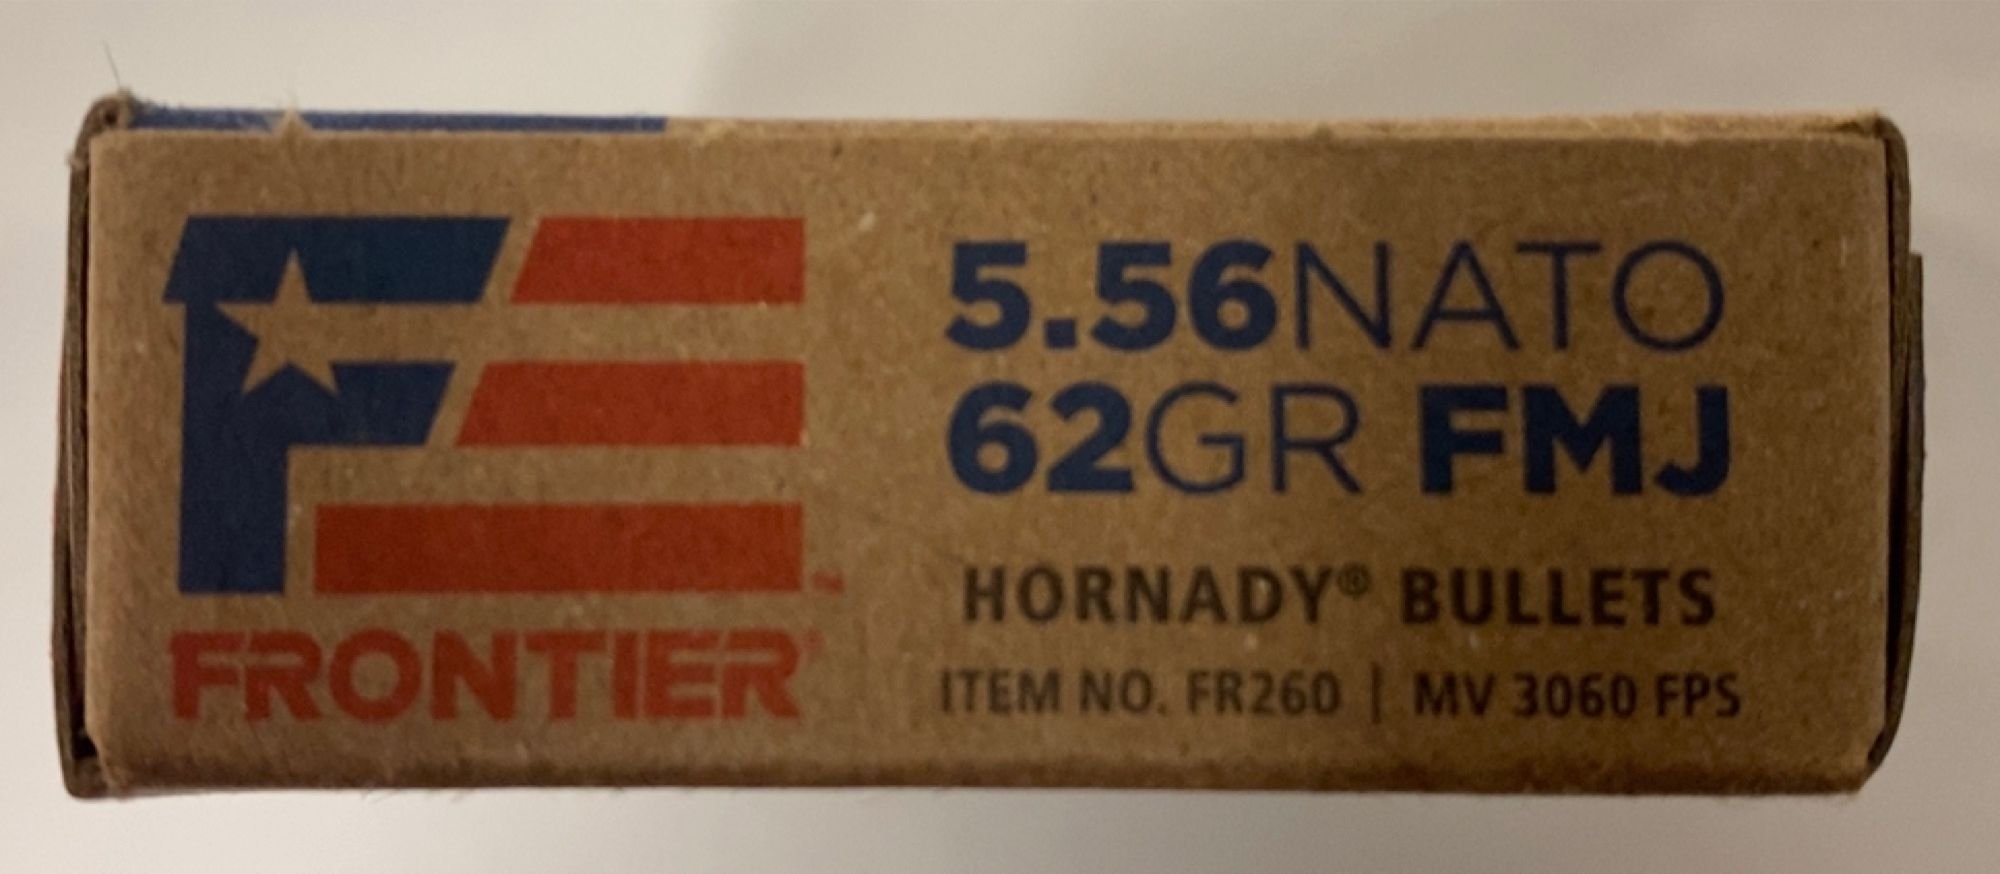 FRONTIER
5.56NATO
62GR FMJ
HORNADY® BULLETS
ITEM NO. FR260 | MV 3060 FPS